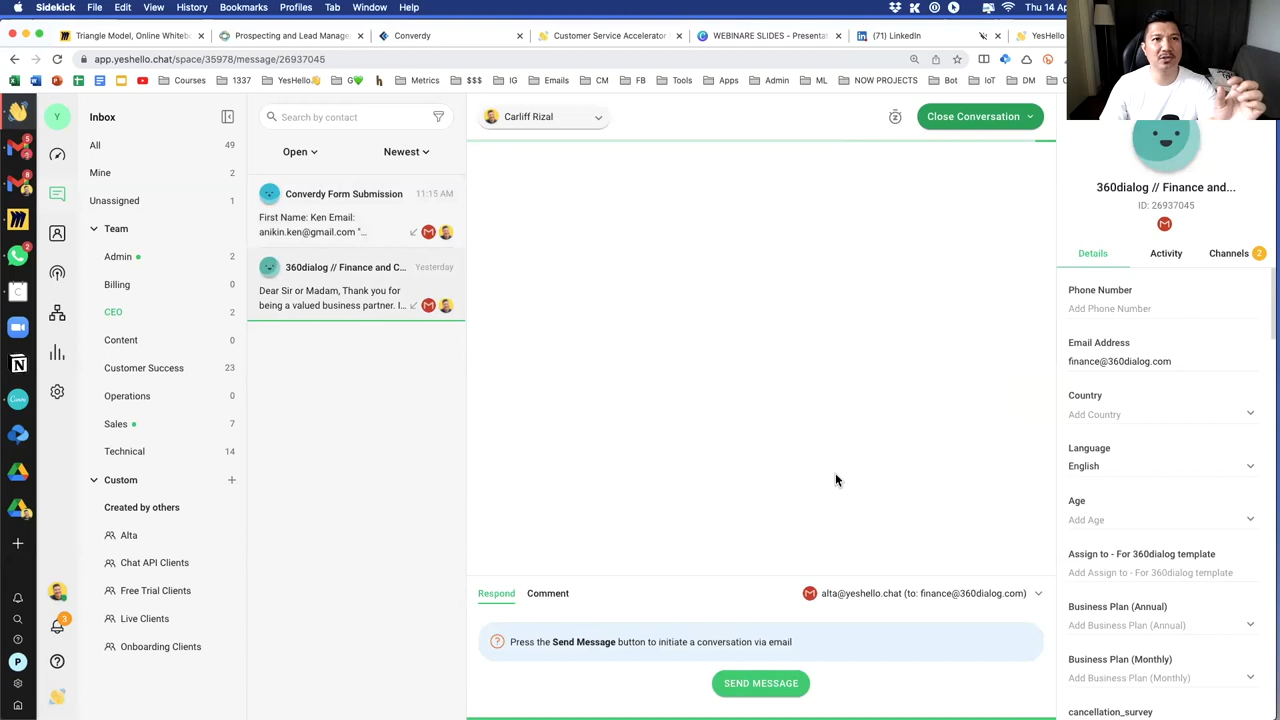 Bookmarks Profiles Tab Window Help
View
History
Thu 14 Ap
Triangle Model, Online Whitebo
Prospecting and Lead Manage
Converdy
Customer Service Accelerator
WEBINARE SLIDES - Presentat
(71) LinkedIn
YesHello
app.yeshello.chat/space/35978/message/26937045
Courses
1337
YesHello
G
Metrics
$$$
IG
Emails
CM
FB
Tools
Apps
Admin
ML
NOW PROJECTS
Bot
IoT
DM
5
8
2
C
P
Y
3
Inbox
All 49
Mine 2
Unassigned 1
Team
Admin 2
Billing 0
CEO 2
Content 0
Customer Success 23
Operations 0
Sales 7
Technical 14
Custom
Created by others
Alta
Chat API Clients
Free Trial Clients
Live Clients
Onboarding Clients
Search by contact
Open Newest
Converdy Form Submission 11:15 AM
First Name: Ken Email:
anikin.ken@gmail.com "...
360dialog // Finance and C... Yesterday
Dear Sir or Madam, Thank you for
being a valued business partner. I...
Carliff Rizal
Close Conversation
Respond Comment
alta@yeshello.chat (to: finance@360dialog.com)
Press the Send Message button to initiate a conversation via email
SEND MESSAGE
360dialog // Finance and...
ID: 26937045
Details Activity Channels 2
Phone Number
Add Phone Number
Email Address
finance@360dialog.com
Country
Add Country
Language
English
Age
Add Age
Assign to - For 360dialog template
Add Assign to - For 360dialog template
Business Plan (Annual)
Add Business Plan (Annual)
Business Plan (Monthly)
Add Business Plan (Monthly)
cancellation_survey